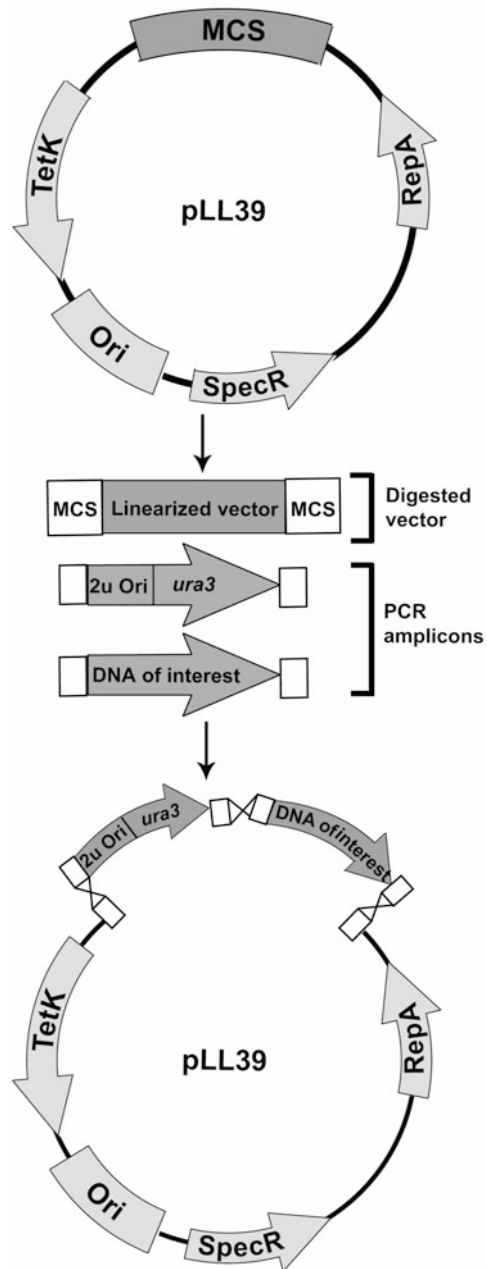 MCS
TetK
RepA
pLL39
Ori
SpecR
MCS
Linearized vector
MCS
Digested
vector
2u Ori
ura3
PCR
amplicons
DNA of interest
2u Ori
ura3
DNA ofinterest
TetK
RepA
pLL39
Ori
SpecR